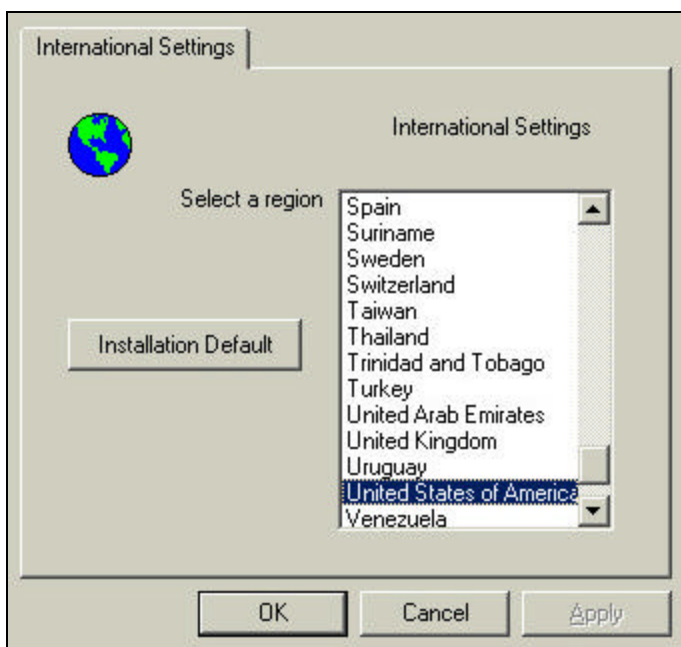 International Settings
International Settings
Select a region
Spain
Suriname
Sweden
Switzerland
Taiwan
Thailand
Trinidad and Tobago
Turkey
United Arab Emirates
United Kingdom
Uruguay
United States of America
Venezuela
Installation Default
OK
Cancel
Apply